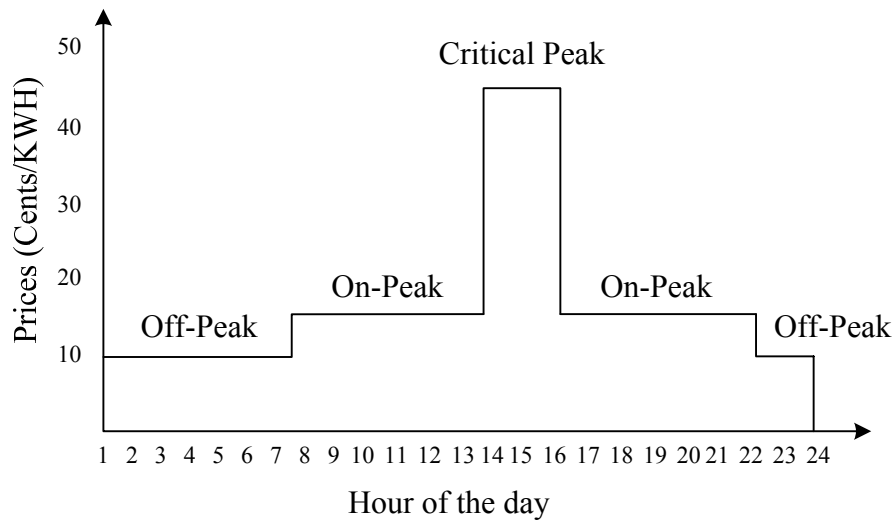 50
Critical Peak
40
30
20
On-Peak
On-Peak
Off-Peak
Off-Peak
10
Prices (Cents/KWH)
1 2 3 4 5 6 7 8 9 10 11 12 13 14 15 16 17 18 19 20 21 22 23 24
Hour of the day